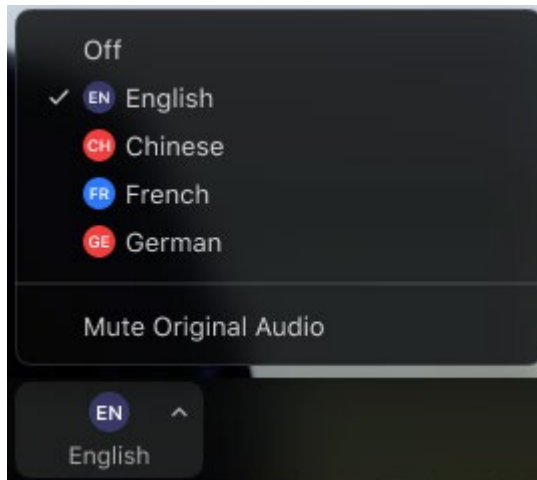 Off
EN English
CH Chinese
FR French
GE German
Mute Original Audio
EN
English